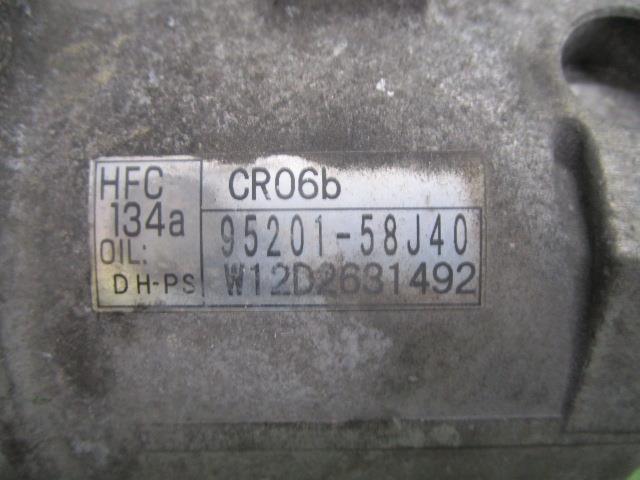 HFC
134a
OIL:
DH-PS
CR06b
95201-58J40
W12D2631492